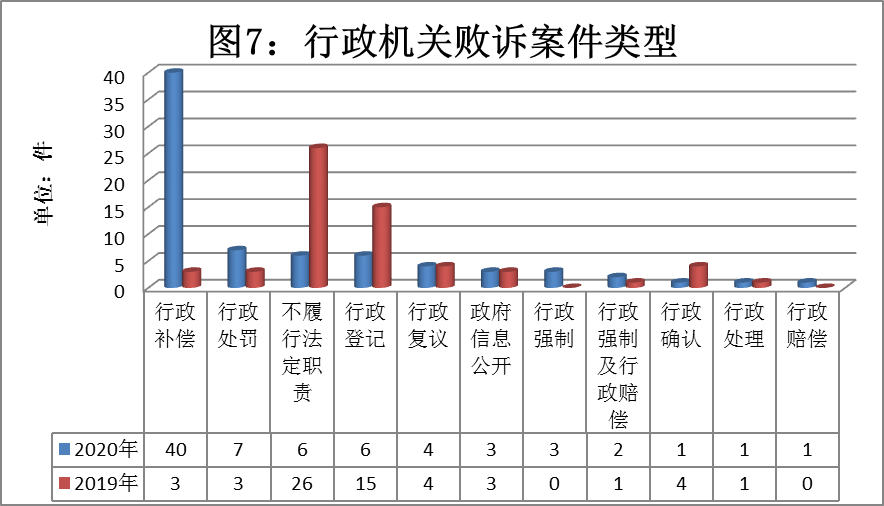 图7：行政机关败诉案件类型
单位：件
40
35
30
25
20
15
10
5
0
行政
补偿
行政
处罚
不履
行法
定职
责
行政
登记
行政
复议
政府
信息
公开
行政
强制
行政
强制
及行
政赔
偿
行政
确认
行政
处理
行政
赔偿
2020年 40 7 6 6 4 3 3 2 1 1 1
2019年 3 3 26 15 4 3 0 1 4 1 0